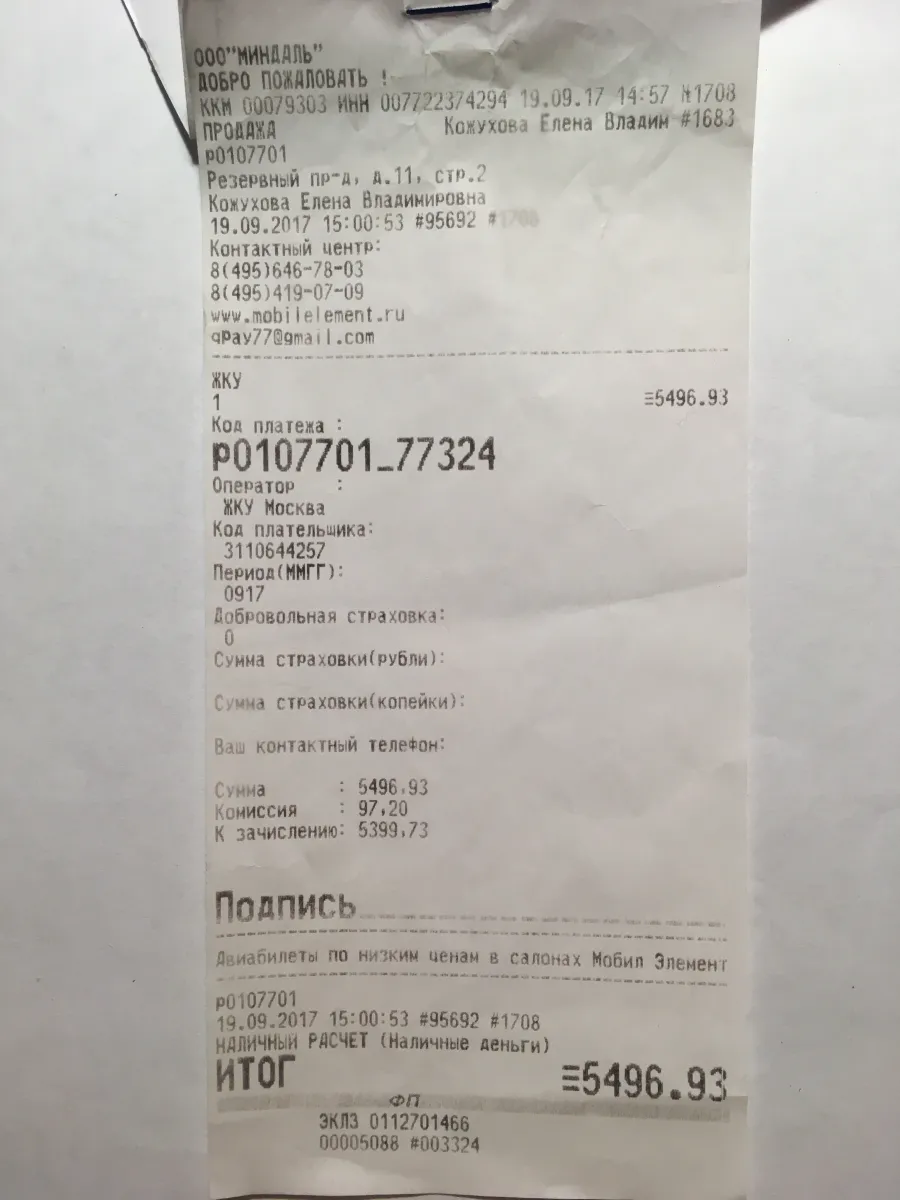 ООО"МИНДАЛЬ"
ДОБРО ПОЖАЛОВАТЬ !
ККМ 00079303 ИНН 007722374294 19.09.17 14:57 №1708
ПРОДАЖА Кожухова Елена Владим #1683
p0107701
Резервный пр-д, д.11, стр.2
Кожухова Елена Владимировна
19.09.2017 15:00:53 #95692 #1708
Контактный центр:
8(495)646-78-03
8(495)419-07-09
www.mobilelement.ru
qpay77@gmail.com
ЖКУ
1 ≡5496.93
Код платежа :
p0107701_77324
Оператор :
ЖКУ Москва
Код плательщика:
3110644257
Период(ММГГ):
0917
Добровольная страховка:
0
Сумма страховки(рубли):
Сумма страховки(копейки):
Ваш контактный телефон:
Сумма : 5496,93
Комиссия : 97,20
К зачислению: 5399,73
Подпись
Авиабилеты по низким ценам в салонах Мобил Элемент
p0107701
19.09.2017 15:00:53 #95692 #1708
НАЛИЧНЫЙ РАСЧЕТ (Наличные деньги)
ИТОГ ≡5496.93
ФП
ЭКЛЗ 0112701466
00005088 #003324